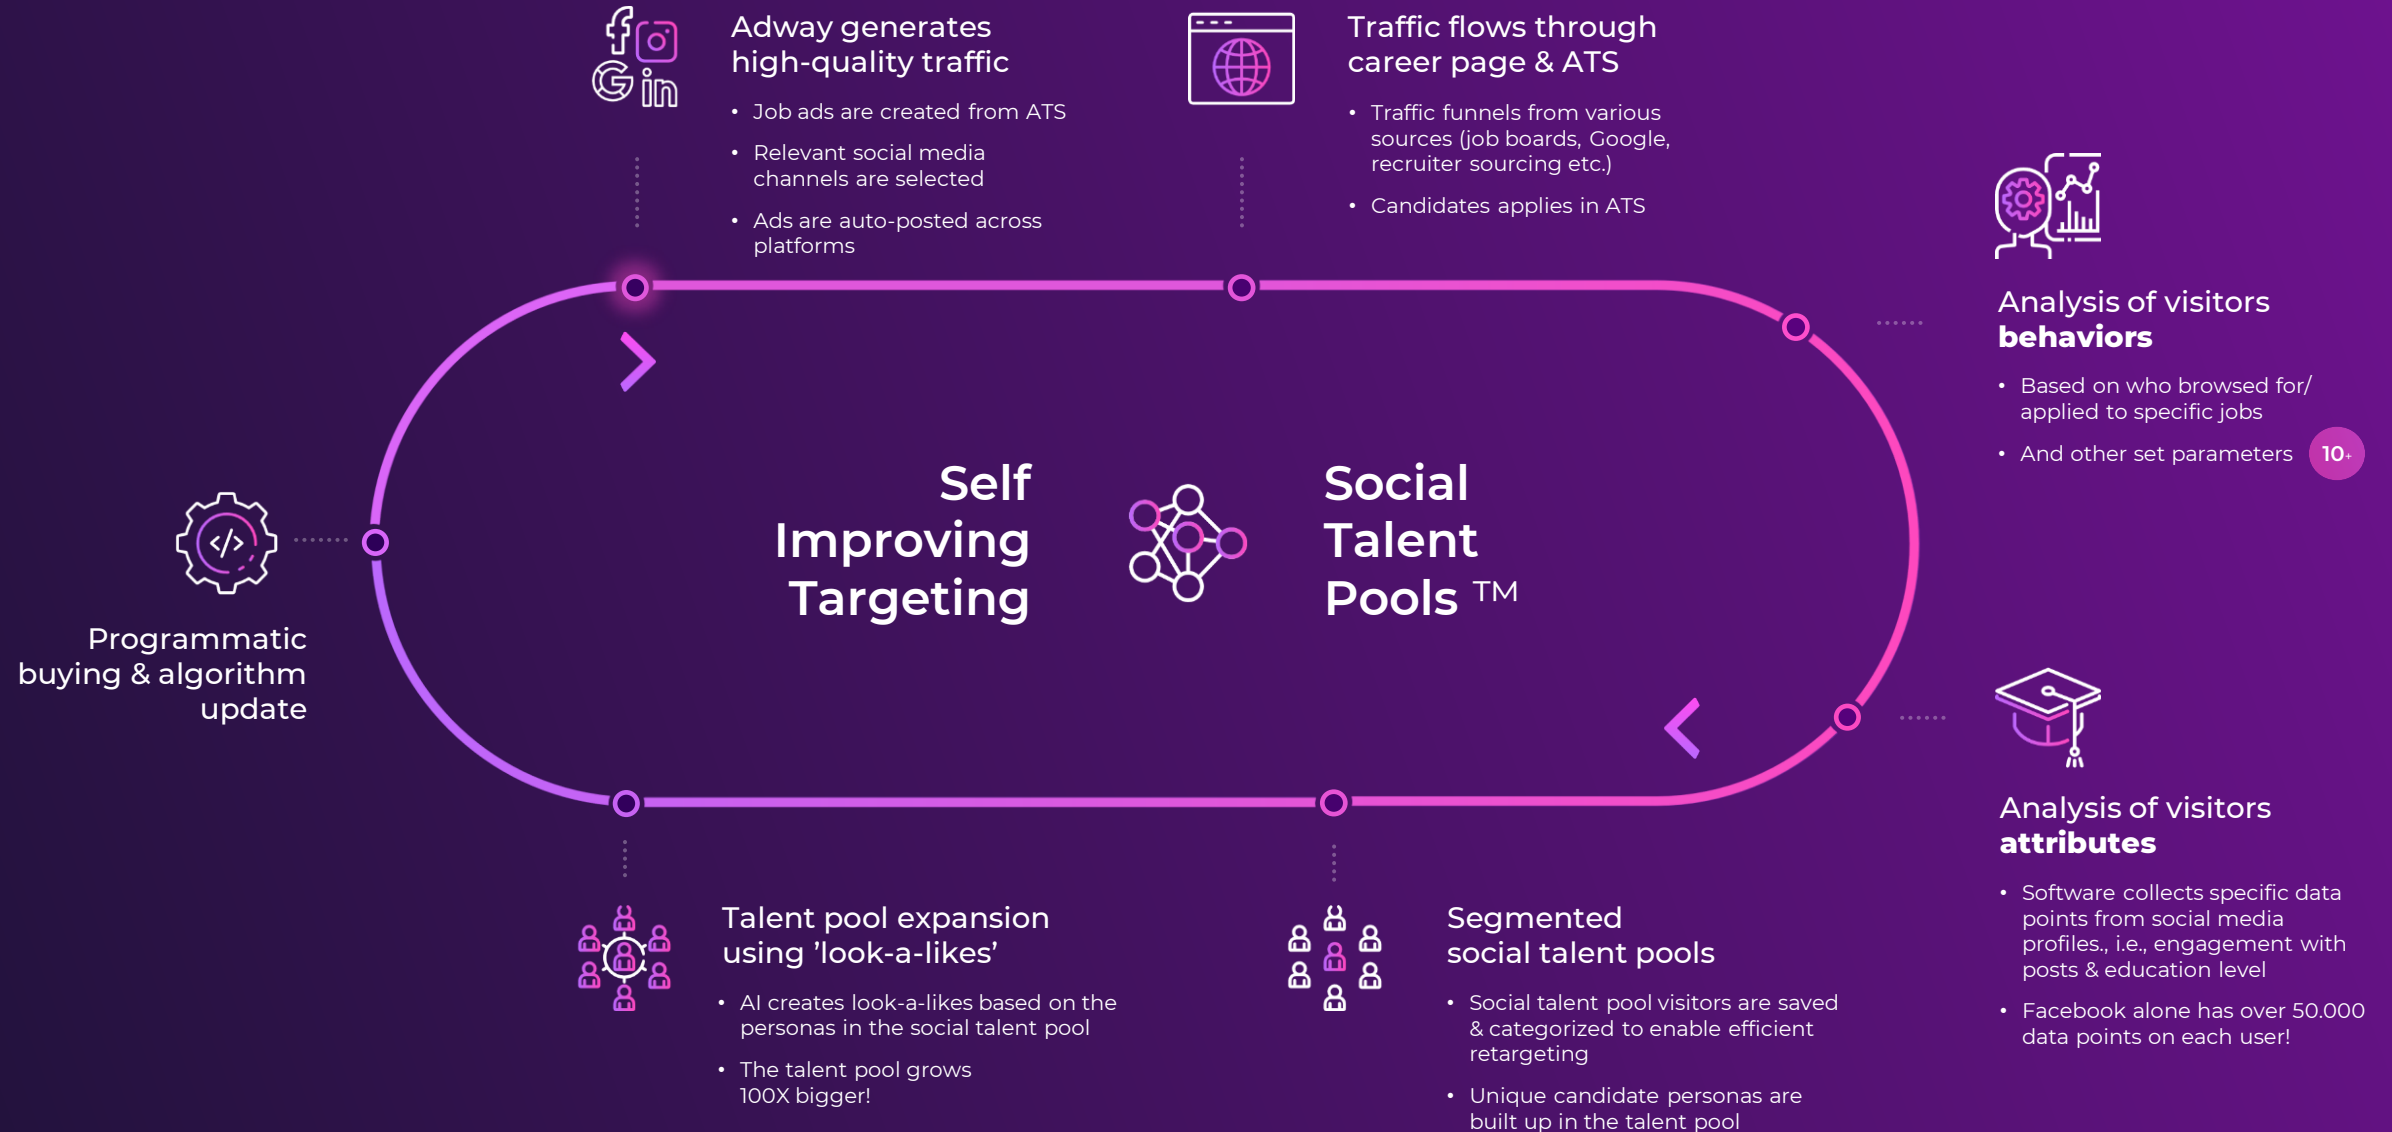 Adway generates
high-quality traffic
• Job ads are created from ATS
• Relevant social media
channels are selected
• Ads are auto-posted across
platforms
Traffic flows through
career page & ATS
• Traffic funnels from various
sources (job boards, Google,
recruiter sourcing etc.)
• Candidates applies in ATS
Analysis of visitors
behaviors
• Based on who browsed for/
applied to specific jobs
• And other set parameters 10+
Self
Improving
Targeting
Social
Talent
Pools ™
Programmatic
buying & algorithm
update
Analysis of visitors
attributes
• Software collects specific data
points from social media
profiles., i.e., engagement with
posts & education level
• Facebook alone has over 50.000
data points on each user!
Talent pool expansion
using ’look-a-likes’
• AI creates look-a-likes based on the
personas in the social talent pool
• The talent pool grows
100X bigger!
Segmented
social talent pools
• Social talent pool visitors are saved
& categorized to enable efficient
retargeting
• Unique candidate personas are
built up in the talent pool